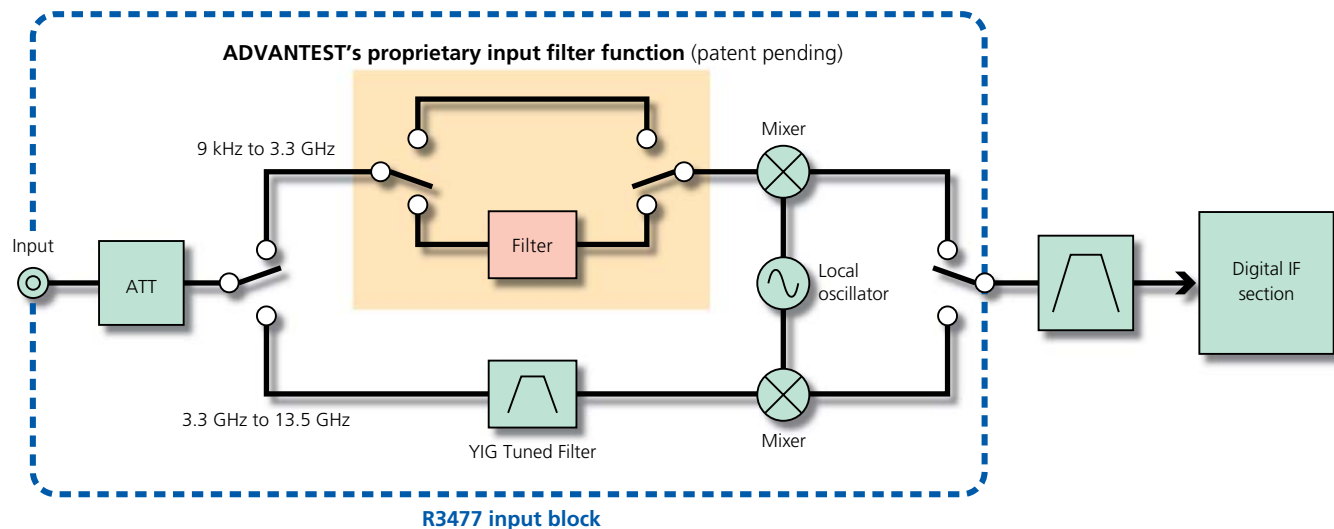 ADVANTEST's proprietary input filter function (patent pending)
Mixer
9 kHz to 3.3 GHz
Input
ATT
Filter
Local
oscillator
Digital IF
section
3.3 GHz to 13.5 GHz
YIG Tuned Filter
Mixer
R3477 input block